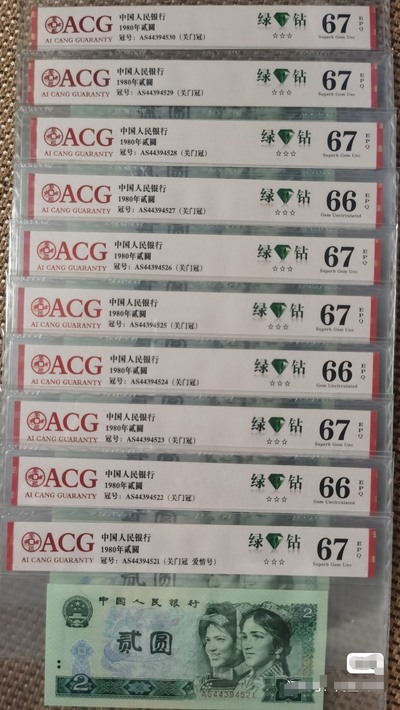 ACG
AI CANG GUARANTY
中国人民银行
1980年贰圆
冠号：AS44394530（关门冠）
绿 钻
☆☆☆
67
EPQ
Superb Gem Unc
ACG
AI CANG GUARANTY
中国人民银行
1980年贰圆
冠号：AS44394529（关门冠）
绿 钻
☆☆☆
67
EPQ
Superb Gem Unc
ACG
AI CANG GUARANTY
中国人民银行
1980年贰圆
冠号：AS44394528（关门冠）
绿 钻
☆☆☆
67
EPQ
Superb Gem Unc
ACG
AI CANG GUARANTY
中国人民银行
1980年贰圆
冠号：AS44394527（关门冠）
绿 钻
☆☆☆
66
EPQ
Gem Uncirculated
ACG
AI CANG GUARANTY
中国人民银行
1980年贰圆
冠号：AS44394526（关门冠）
绿 钻
☆☆☆
67
EPQ
Superb Gem Unc
ACG
AI CANG GUARANTY
中国人民银行
1980年贰圆
冠号：AS44394525（关门冠）
绿 钻
☆☆☆
67
EPQ
Superb Gem Unc
ACG
AI CANG GUARANTY
中国人民银行
1980年贰圆
冠号：AS44394524（关门冠）
绿 钻
☆☆☆
66
EPQ
Gem Uncirculated
ACG
AI CANG GUARANTY
中国人民银行
1980年贰圆
冠号：AS44394523（关门冠）
绿 钻
☆☆☆
67
EPQ
Superb Gem Unc
ACG
AI CANG GUARANTY
中国人民银行
1980年贰圆
冠号：AS44394522（关门冠）
绿 钻
☆☆☆
66
EPQ
Gem Uncirculated
ACG
AI CANG GUARANTY
中国人民银行
1980年贰圆
冠号：AS44394521（关门冠 爱情号）
绿 钻
☆☆☆
67
EPQ
Superb Gem Unc
中国人民银行
2
贰圆
AS44394521
2